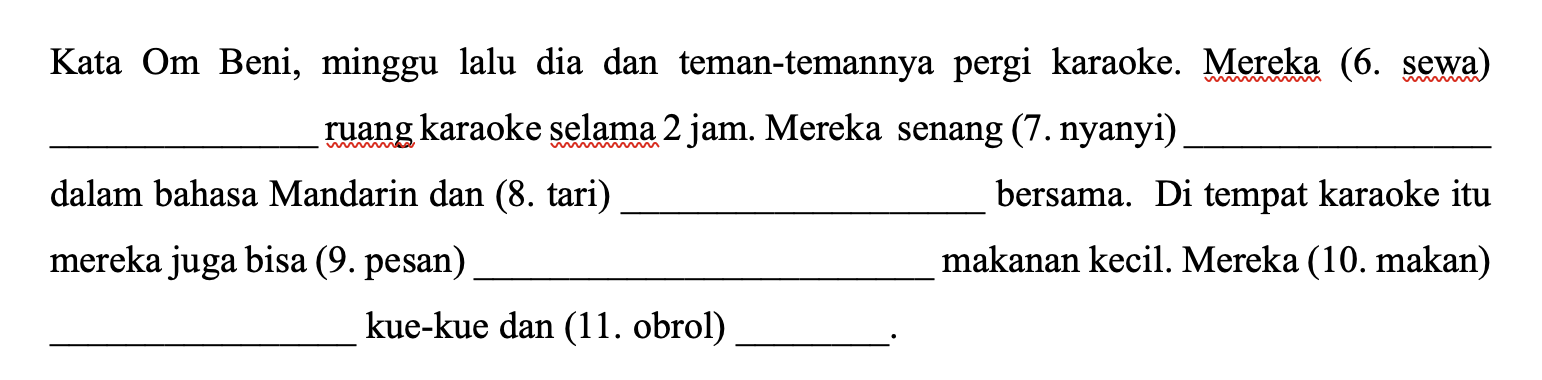 Kata Om Beni, minggu lalu dia dan teman-temannya pergi karaoke. Mereka (6. sewa)
______________ ruang karaoke selama 2 jam. Mereka senang (7. nyanyi) ________________
dalam bahasa Mandarin dan (8. tari) ___________________ bersama. Di tempat karaoke itu
mereka juga bisa (9. pesan) ________________________ makanan kecil. Mereka (10. makan)
________________ kue-kue dan (11. obrol) ________.